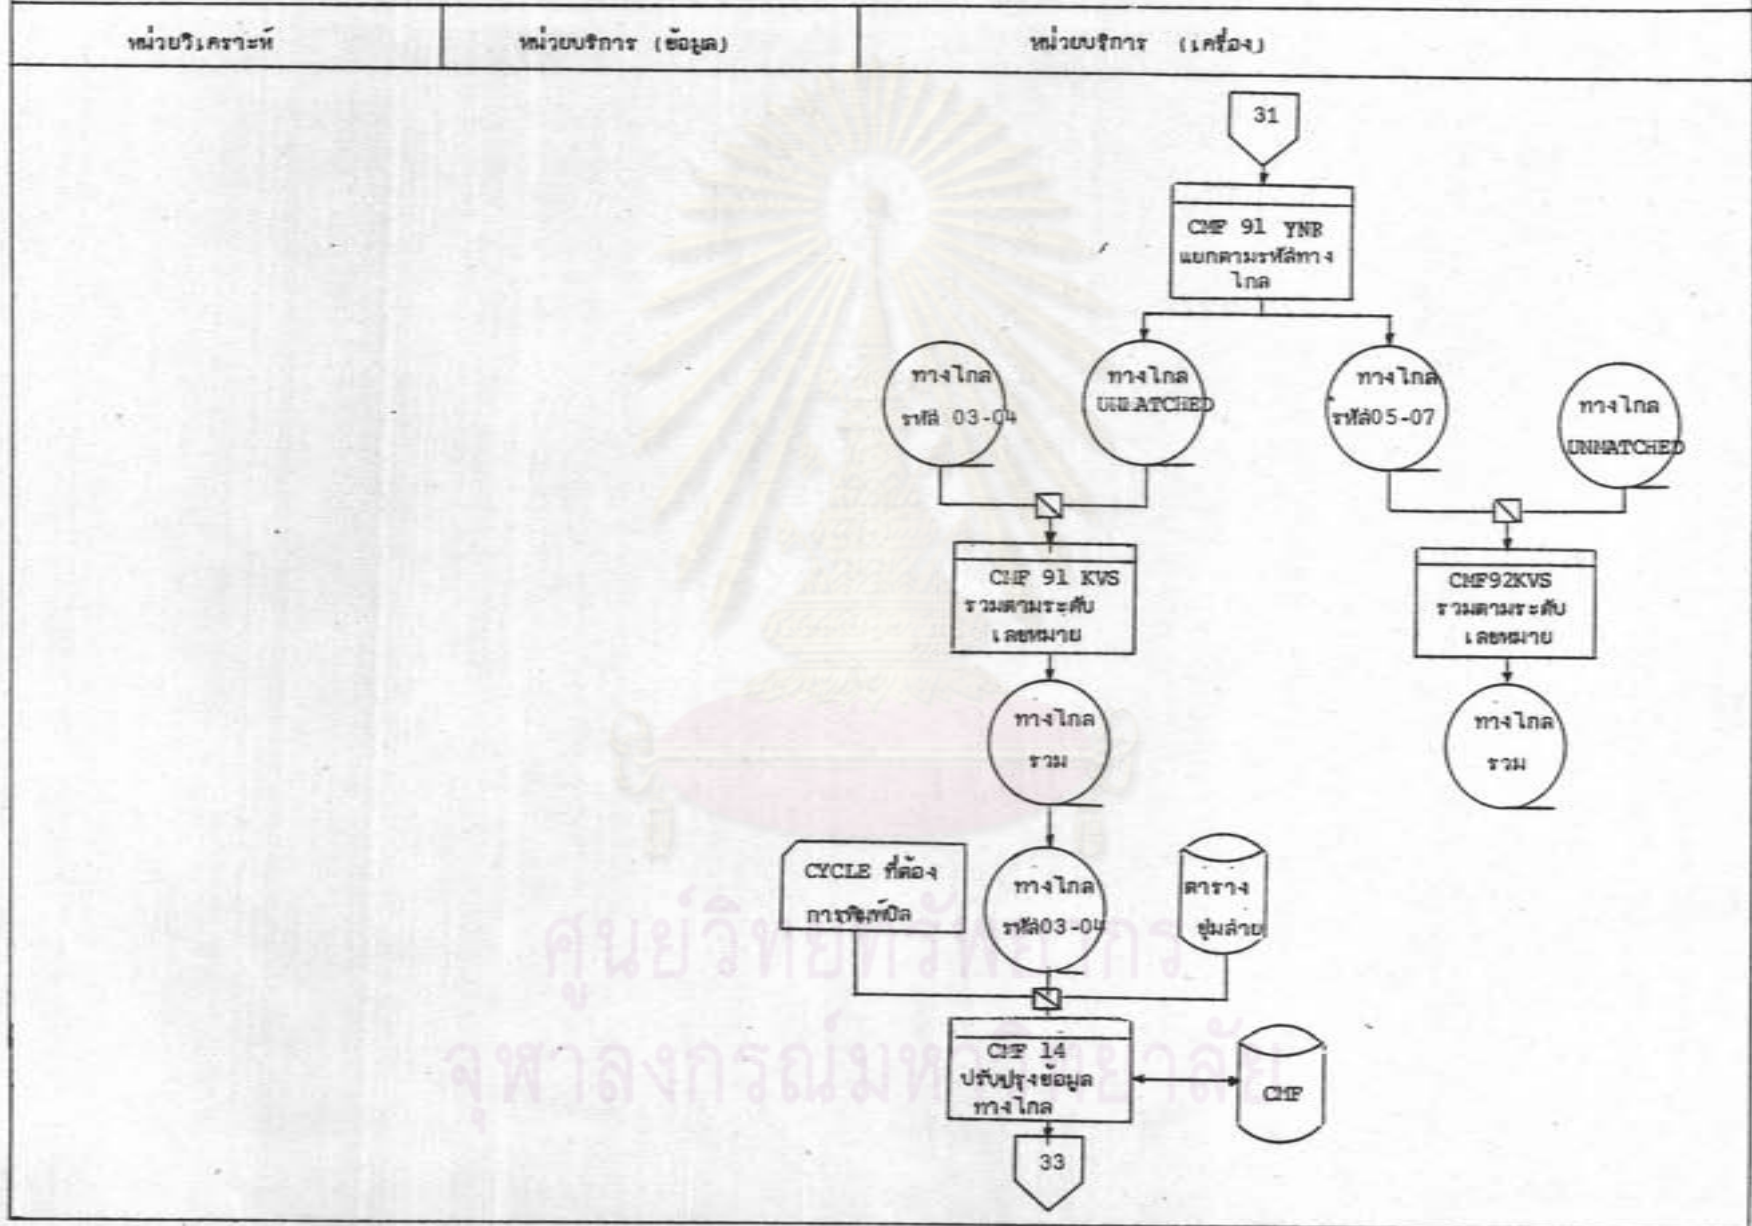 หน่วยวิเคราะห์
หน่วยบริการ (ข้อมูล)
หน่วยบริการ (เครื่อง)
31
CMF 91 YNB
แยกตามรหัสทาง
ไกล
ทางไกล
รหัส 03-04
ทางไกล
UNMATCHED
ทางไกล
รหัส05-07
ทางไกล
UNMATCHED
CMF 91 KVS
รวมตามระดับ
เลขหมาย
CMF92KVS
รวมตามระดับ
เลขหมาย
ทางไกล
รวม
ทางไกล
รวม
CYCLE ที่ต้อง
การพิมพ์บิล
ทางไกล
รหัส03-04
ตาราง
ชุมสาย
CMF 14
ปรับปรุงข้อมูล
ทางไกล
CMF
33
ศูนย์วิทยทรัพยากร
จุฬาลงกรณ์มหาวิทยาลัย